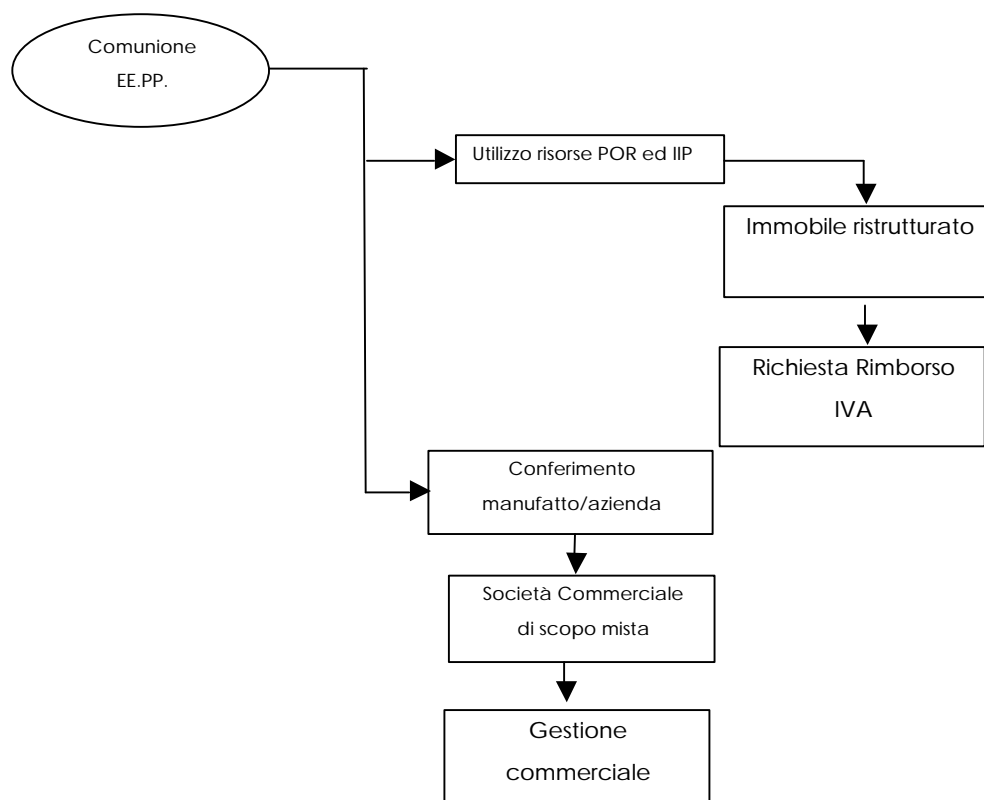 Comunione
EE.PP.
Utilizzo risorse POR ed IIP
Immobile ristrutturato
Richiesta Rimborso
IVA
Conferimento
manufatto/azienda
Società Commerciale
di scopo mista
Gestione
commerciale